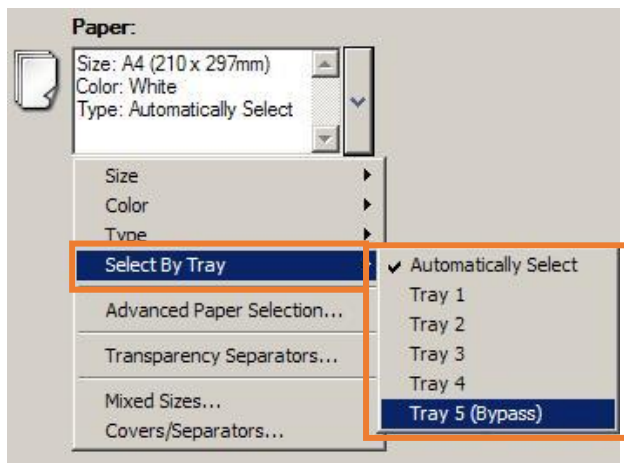 Paper:
Size: A4 (210 x 297mm)
Color: White
Type: Automatically Select
Size
Color
Type
Select By Tray
Advanced Paper Selection...
Transparency Separators...
Mixed Sizes...
Covers/Separators...
Automatically Select
Tray 1
Tray 2
Tray 3
Tray 4
Tray 5 (Bypass)